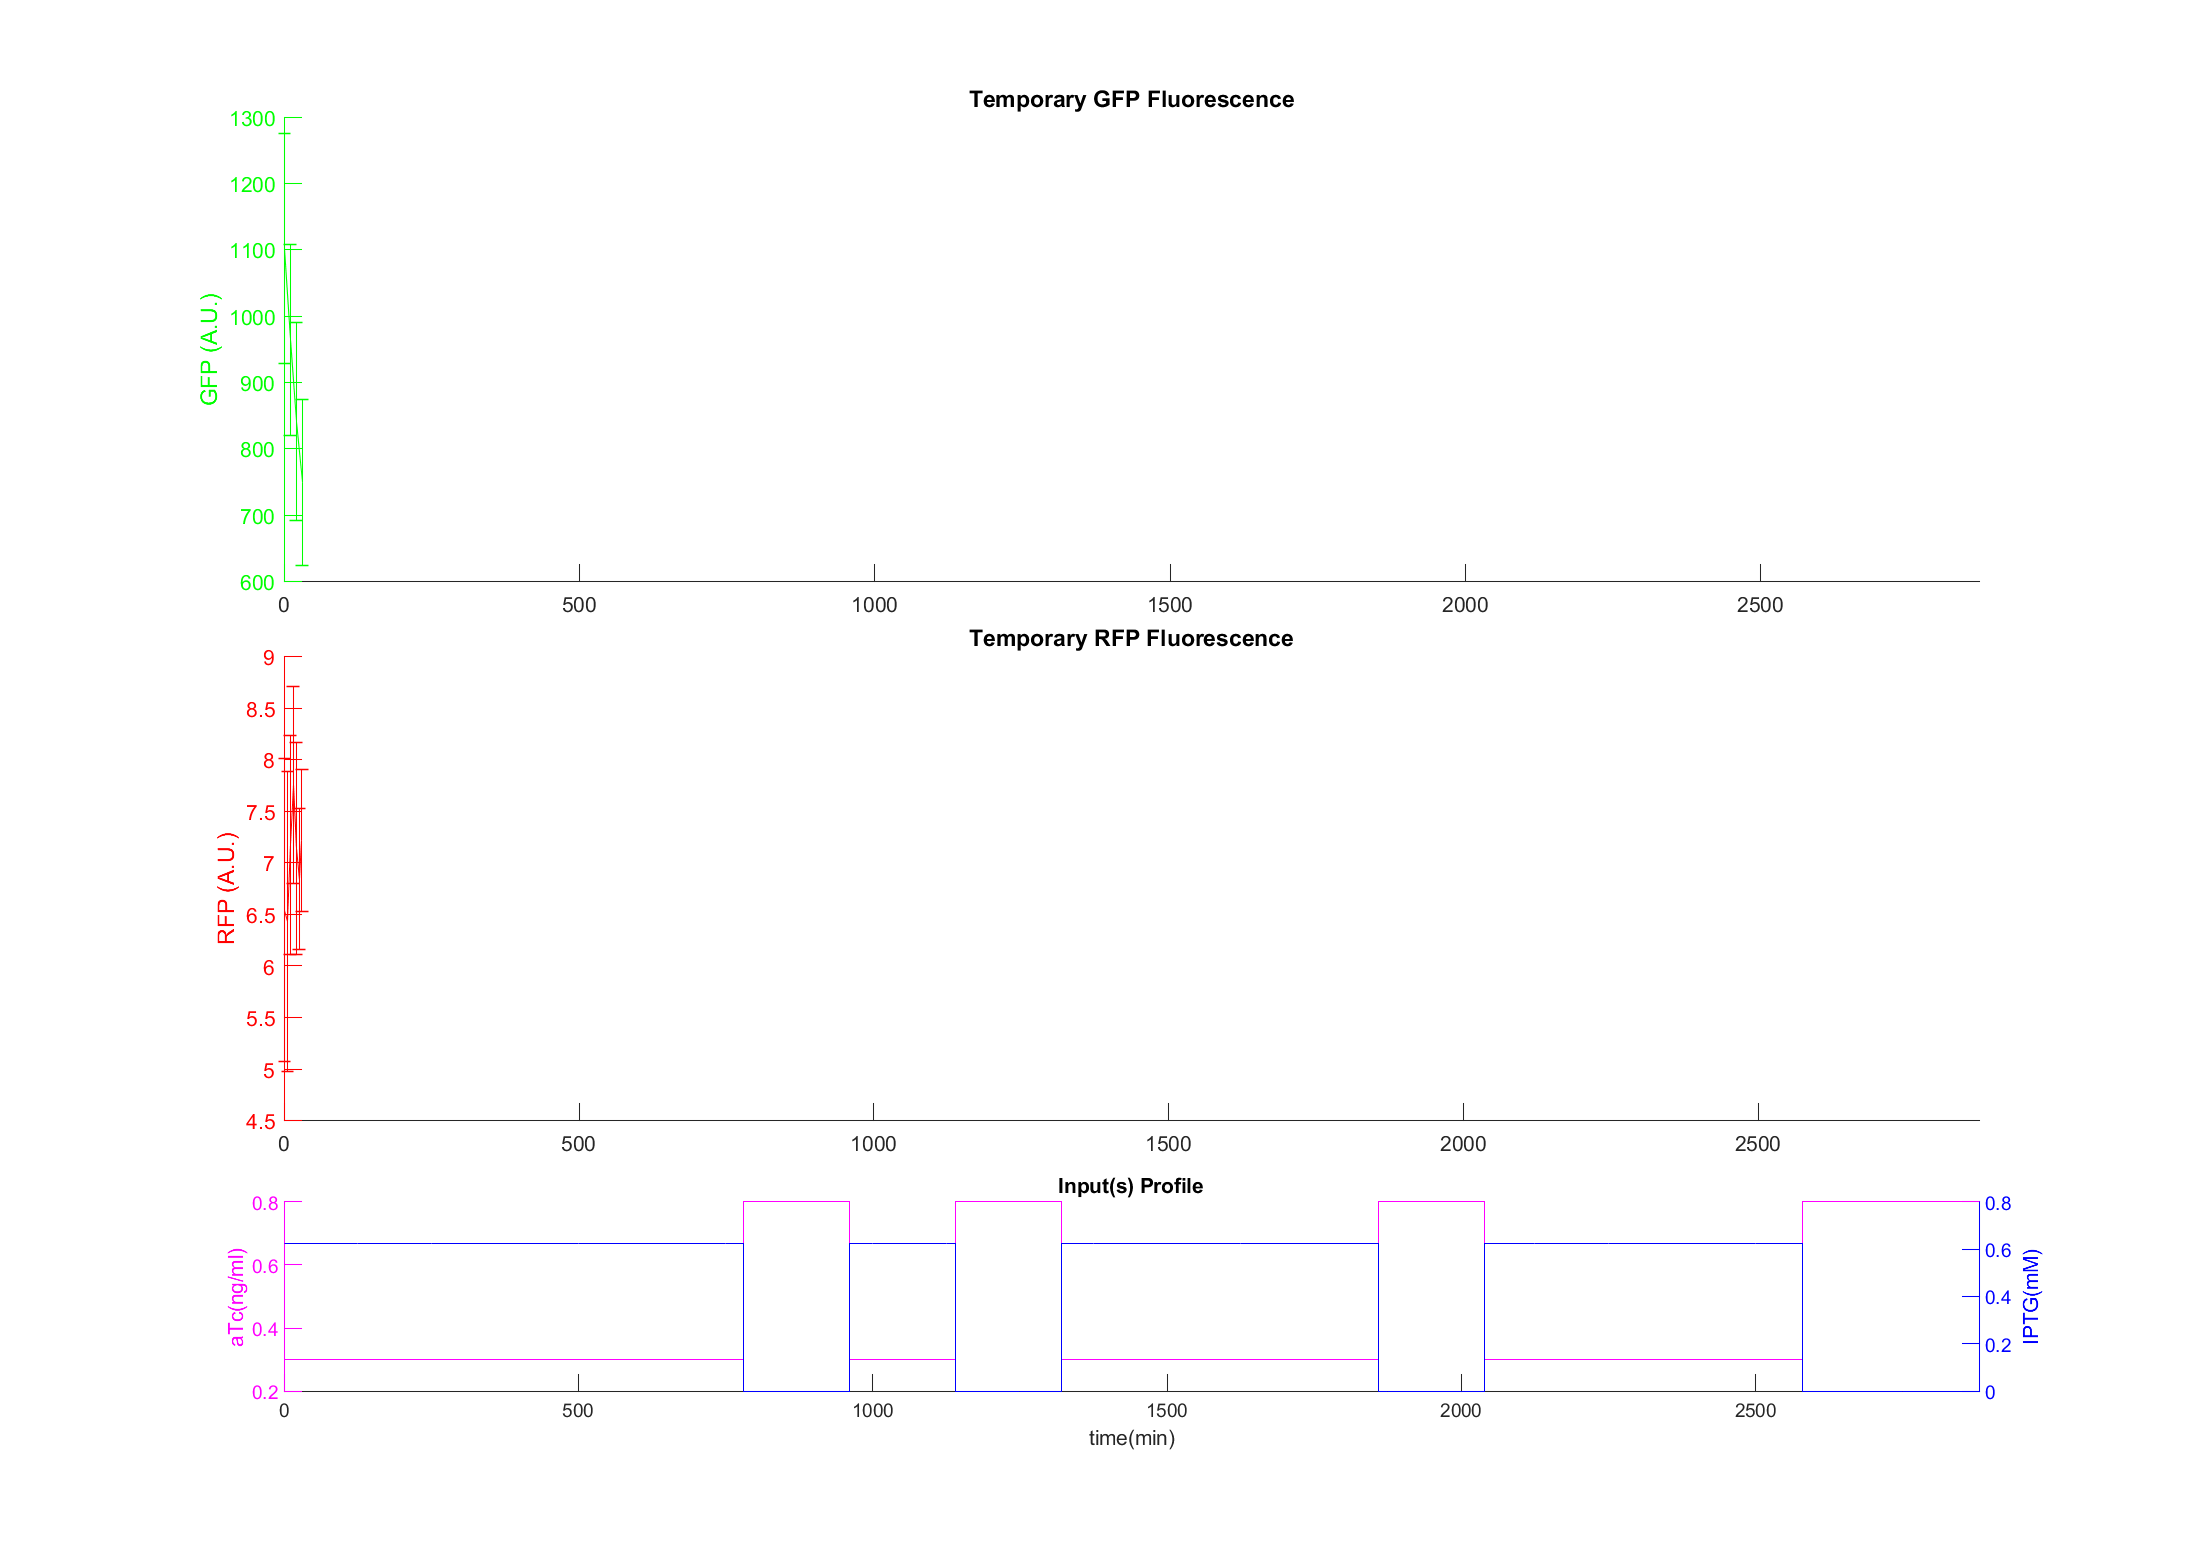 Temporary GFP Fluorescence
1300
1200
1100
1000
900
800
700
600
GFP (A.U.)
0 500 1000 1500 2000 2500
Temporary RFP Fluorescence
9
8.5
8
7.5
7
6.5
6
5.5
5
4.5
RFP (A.U.)
0 500 1000 1500 2000 2500
Input(s) Profile
0.8
0.6
0.4
0.2
aTc(ng/ml)
0.8
0.6
0.4
0.2
0
IPTG(mM)
0 500 1000 1500 2000 2500
time(min)